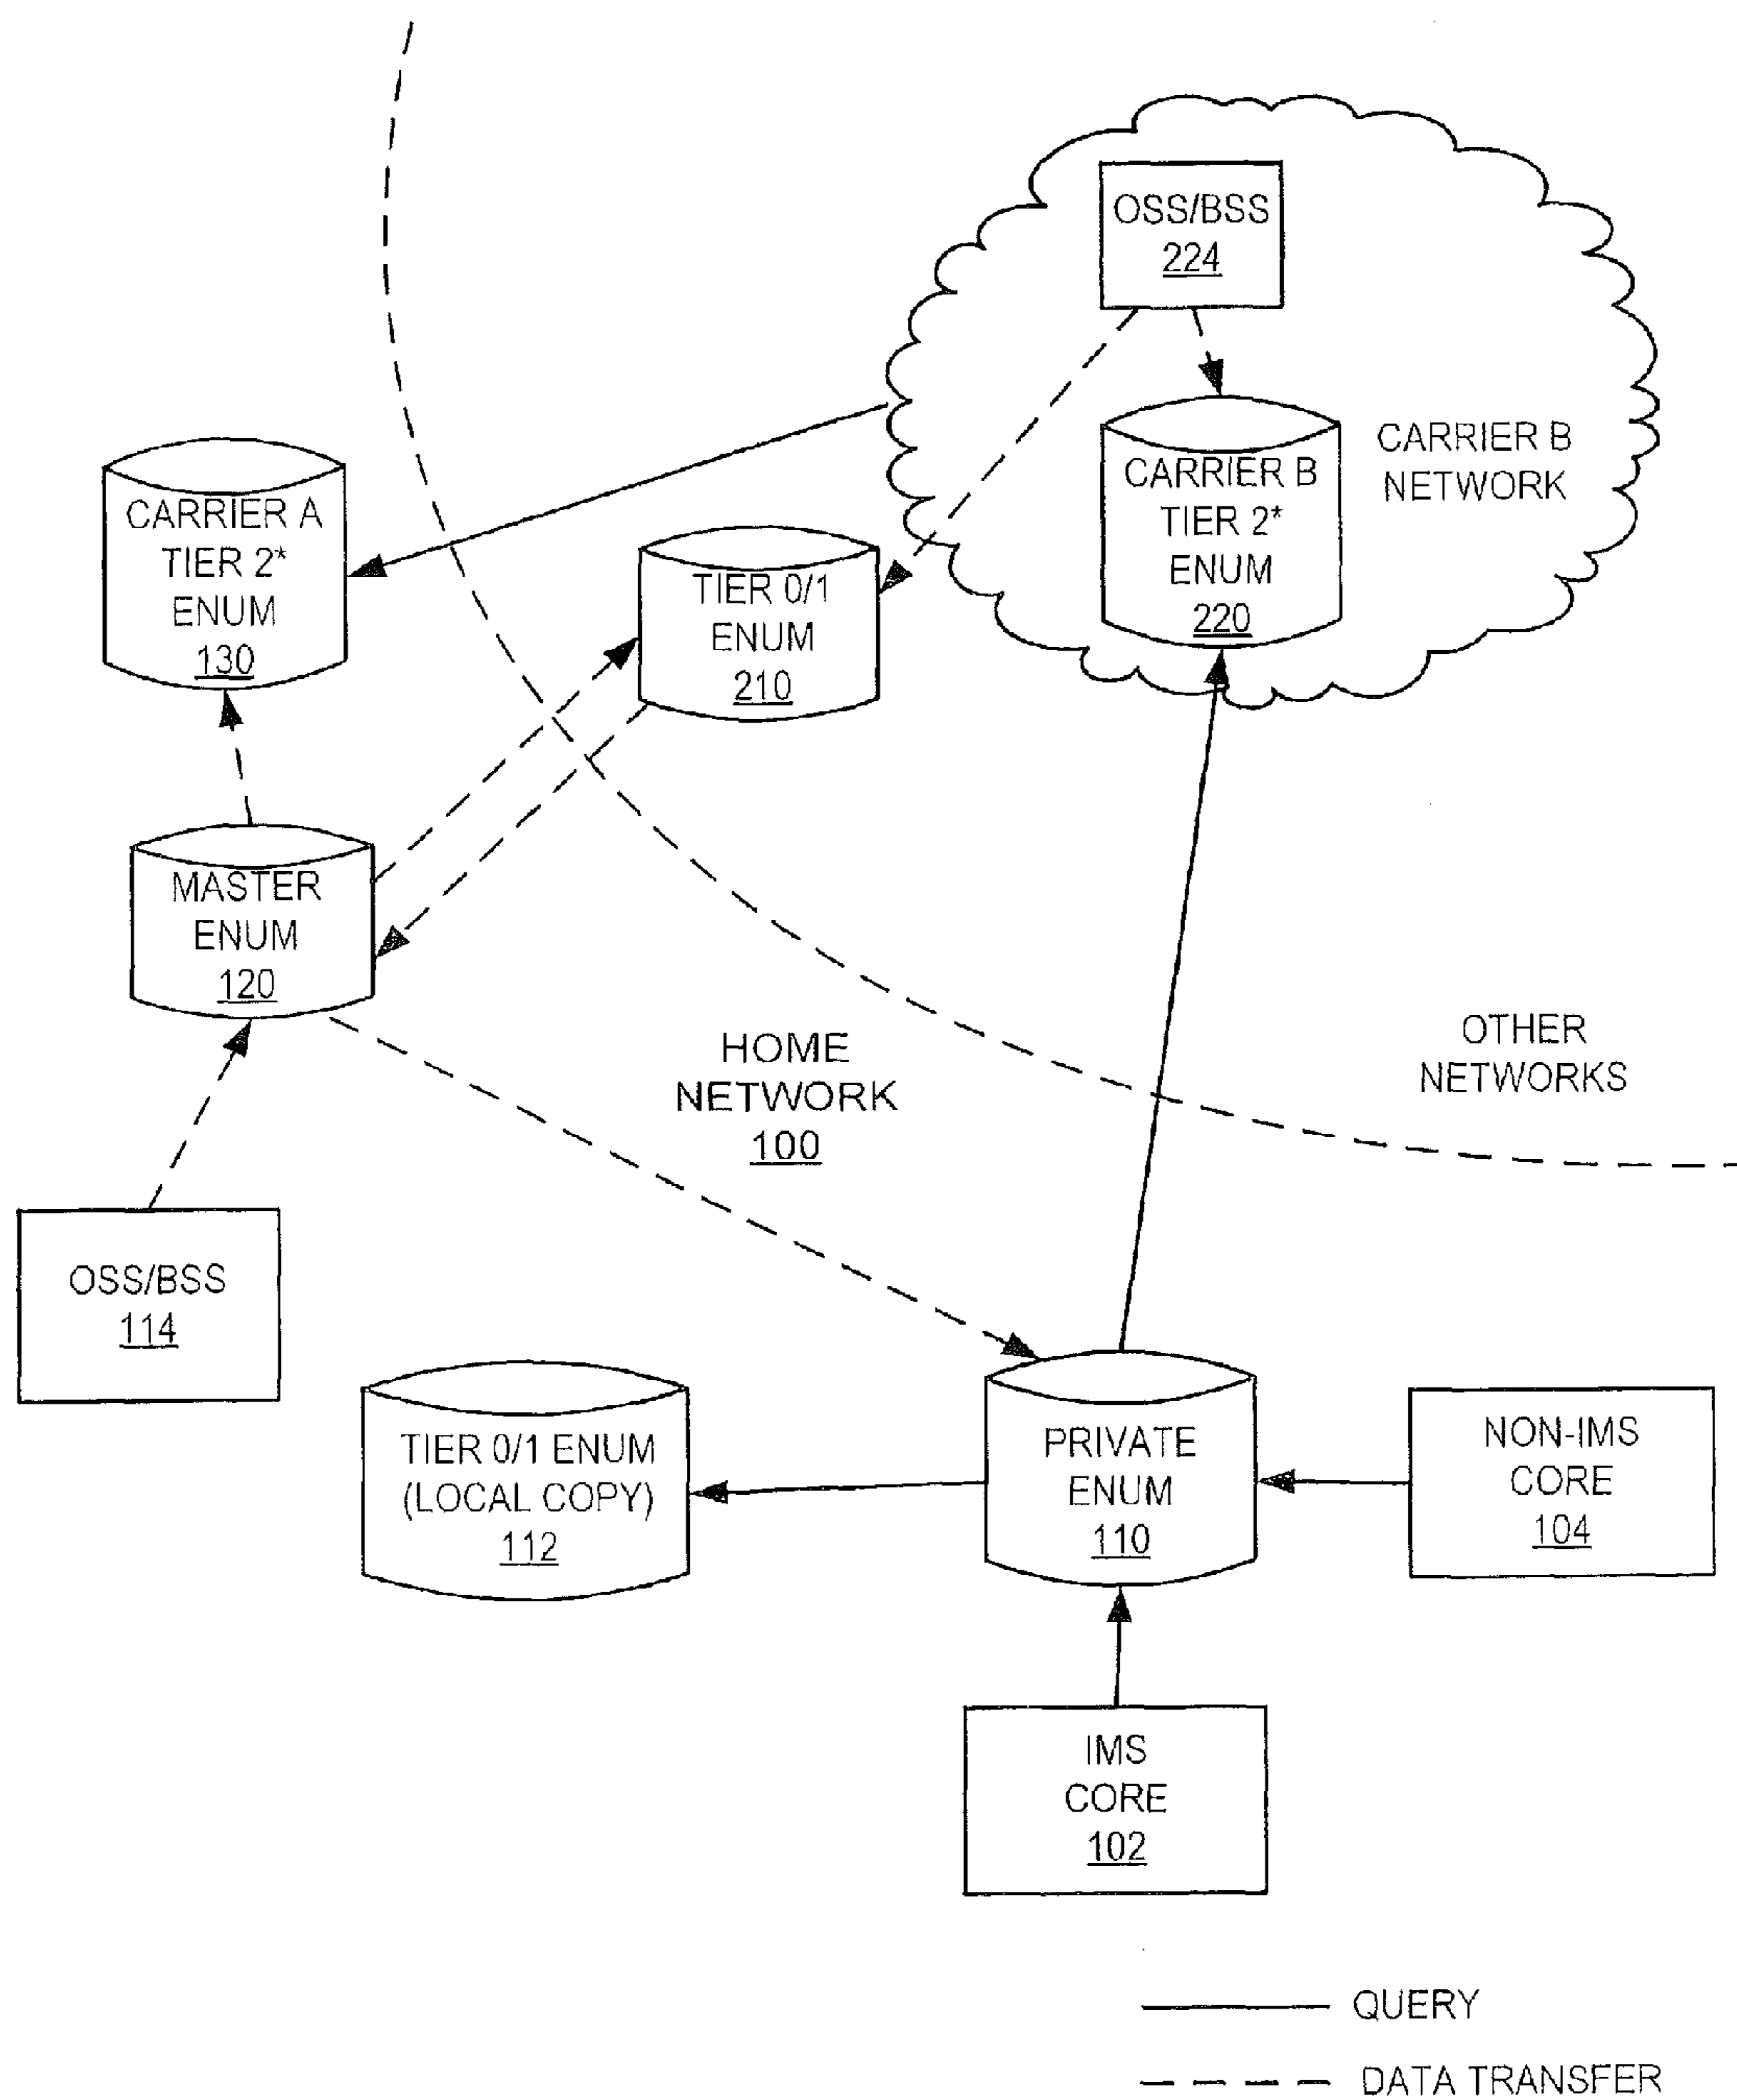 OSS/BSS
224
CARRIER B
NETWORK
CARRIER B
TIER 2*
ENUM
220
CARRIER A
TIER 2*
ENUM
130
TIER 0/1
ENUM
210
MASTER
ENUM
120
HOME
NETWORK
100
OTHER
NETWORKS
OSS/BSS
114
TIER 0/1 ENUM
(LOCAL COPY)
112
PRIVATE
ENUM
110
NON-IMS
CORE
104
IMS
CORE
102
QUERY
DATA TRANSFER